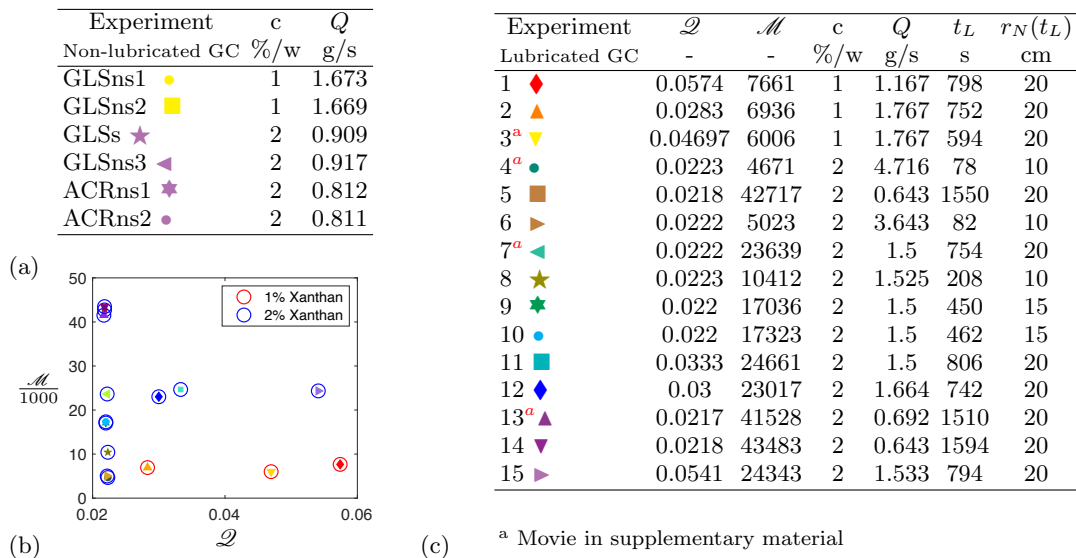 Experiment c Q
Non-lubricated GC %/w g/s
GLSns1 1 1.673
GLSns2 1 1.669
GLSs 2 0.909
GLSns3 2 0.917
ACRns1 2 0.812
ACRns2 2 0.811
(a)
50
40
30
20
10
0
ℳ
1000
1% Xanthan
2% Xanthan
0.02 0.04 0.06
𝒬
(b)
Experiment 𝒬 ℳ c Q t_L r_N(t_L)
Lubricated GC - - %/w g/s s cm
1 0.0574 7661 1 1.167 798 20
2 0.0283 6936 1 1.767 752 20
3ᵃ 0.04697 6006 1 1.767 594 20
4ᵃ 0.0223 4671 2 4.716 78 10
5 0.0218 42717 2 0.643 1550 20
6 0.0222 5023 2 3.643 82 10
7ᵃ 0.0222 23639 2 1.5 754 20
8 0.0223 10412 2 1.525 208 10
9 0.022 17036 2 1.5 450 15
10 0.022 17323 2 1.5 462 15
11 0.0333 24661 2 1.5 806 20
12 0.03 23017 2 1.664 742 20
13ᵃ 0.0217 41528 2 0.692 1510 20
14 0.0218 43483 2 0.643 1594 20
15 0.0541 24343 2 1.533 794 20
(c)
ᵃ Movie in supplementary material